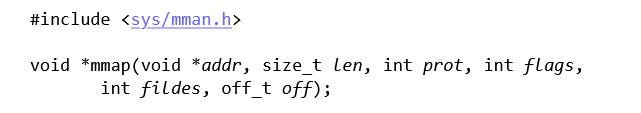 #include <sys/mman.h>
void *mmap(void *addr, size_t len, int prot, int flags,
int fildes, off_t off);